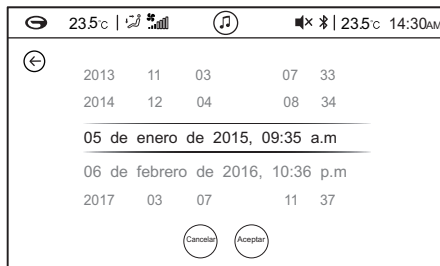 23.5°c | | 23.5°c 14:30AM
2013 11 03 07 33
2014 12 04 08 34
05 de enero de 2015, 09:35 a.m
06 de febrero de 2016, 10:36 p.m
2017 03 07 11 37
Cancelar Aceptar